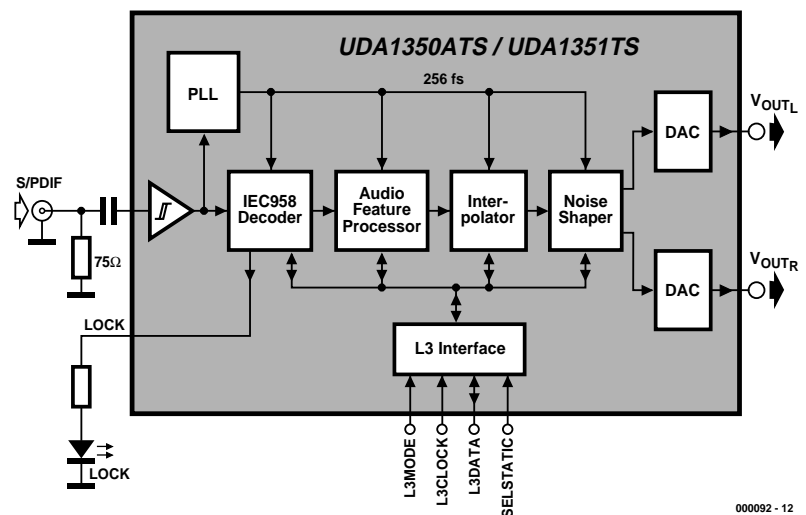 UDA1350ATS / UDA1351TS
PLL
256 fs
DAC
VOUTL
S/PDIF
IEC958
Decoder
Audio
Feature
Processor
Inter-
polator
Noise
Shaper
75Ω
DAC
VOUTR
LOCK
L3 Interface
LOCK
L3MODE
L3CLOCK
L3DATA
SELSTATIC
000092 - 12